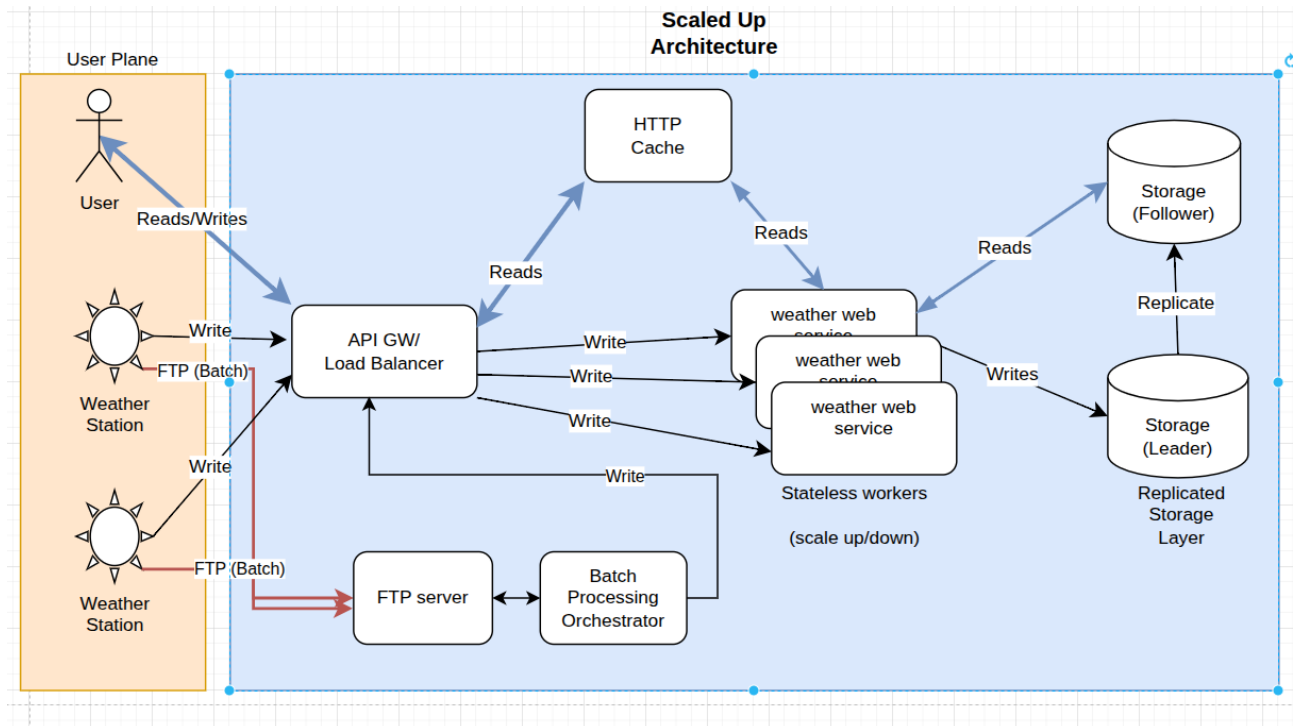 Scaled Up
Architecture
User Plane
User
Reads/Writes
HTTP
Cache
Reads
Reads
Reads
Storage
(Follower)
Replicate
Write
FTP (Batch)
Weather
Station
API GW/
Load Balancer
Write
Write
Write
weather web
service
weather web
service
weather web
service
Writes
Storage
(Leader)
Write
Write
Stateless workers
(scale up/down)
Replicated
Storage
Layer
FTP (Batch)
Weather
Station
FTP server
Batch
Processing
Orchestrator